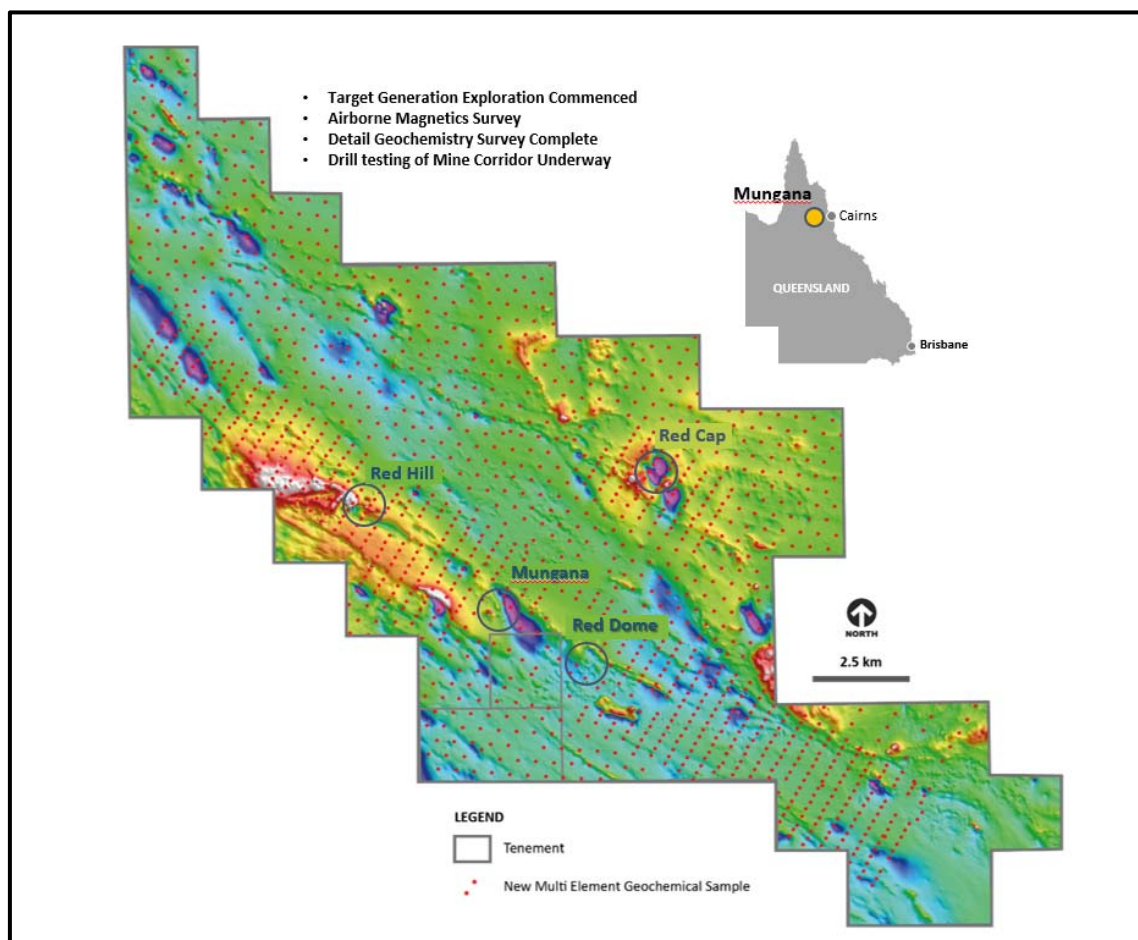 • Target Generation Exploration Commenced
• Airborne Magnetics Survey
• Detail Geochemistry Survey Complete
• Drill testing of Mine Corridor Underway
Mungana
Cairns
QUEENSLAND
Brisbane
Red Cap
Red Hill
Mungana
Red Dome
NORTH
2.5 km
LEGEND
Tenement
New Multi Element Geochemical Sample